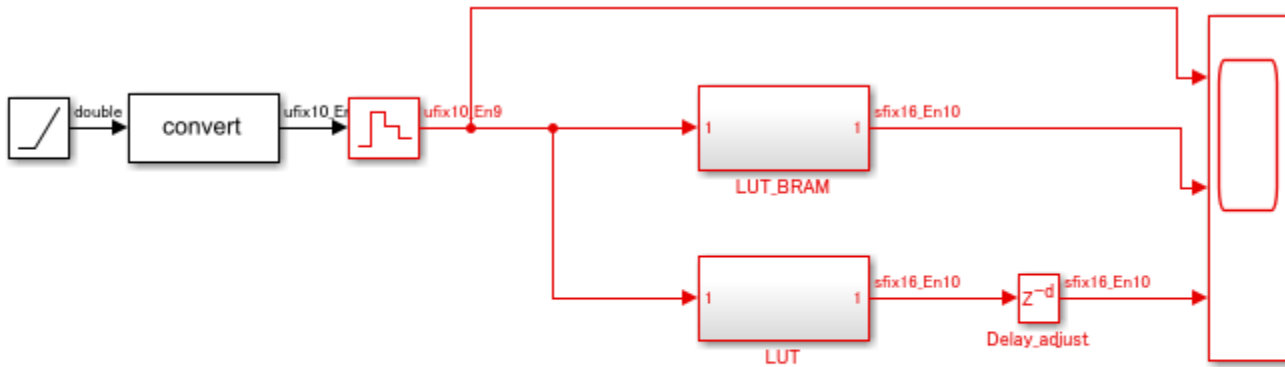 double
convert
ufix10_En
ufix10_En9
1
1
sfix16_En10
LUT_BRAM
1
1
sfix16_En10
z-d
sfix16_En10
Delay_adjust
LUT